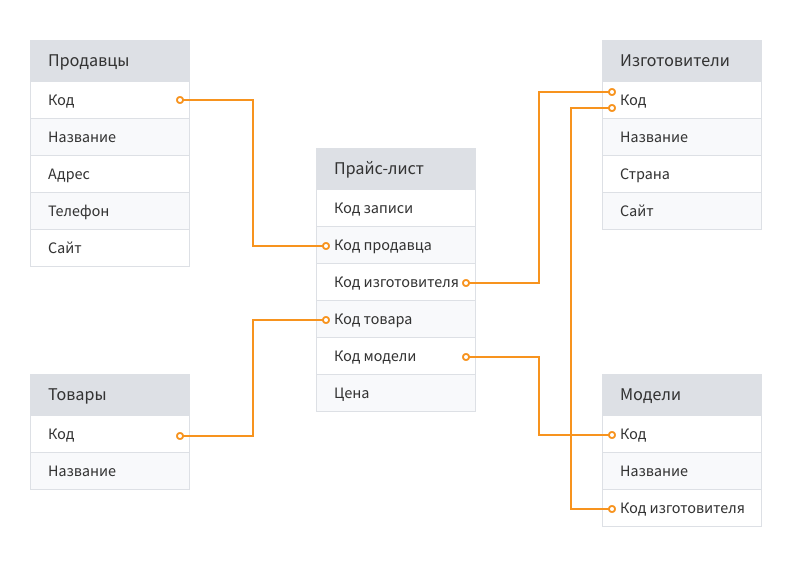 Продавцы
Код
Название
Адрес
Телефон
Сайт
Прайс-лист
Код записи
Код продавца
Код изготовителя
Код товара
Код модели
Цена
Изготовители
Код
Название
Страна
Сайт
Товары
Код
Название
Модели
Код
Название
Код изготовителя